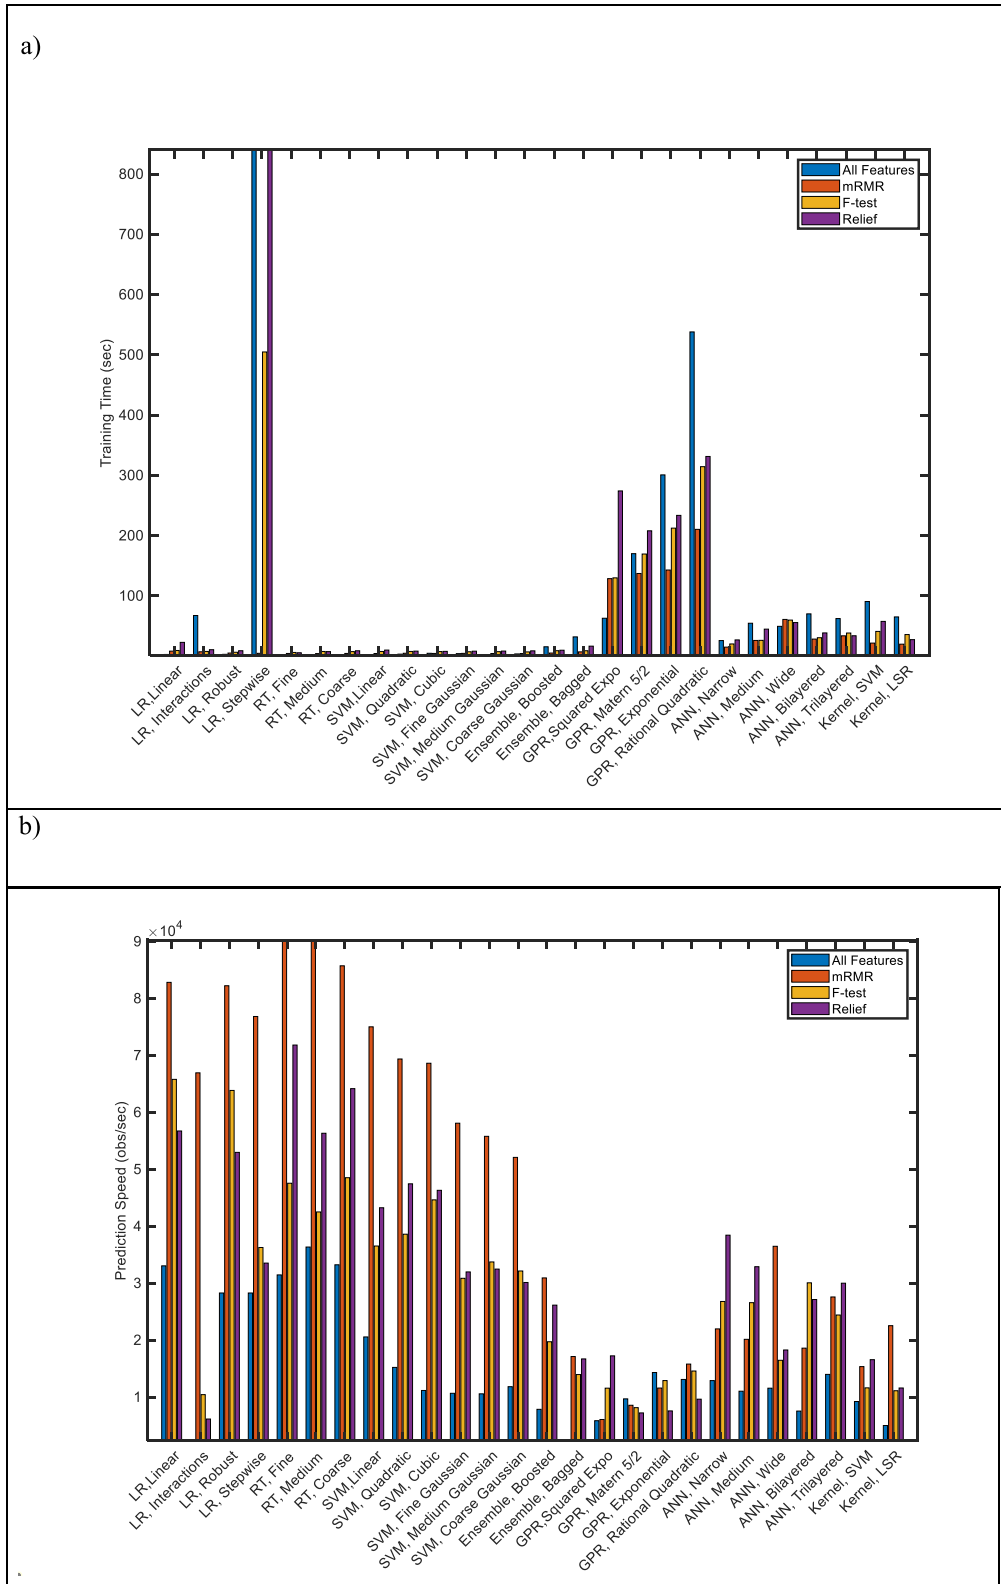 a)
All Features
mRMR
F-test
Relief
800
700
600
500
400
300
200
100
Training Time (sec)
LR,Linear
LR, Interactions
LR, Robust
LR, Stepwise
RT, Fine
RT, Medium
RT, Coarse
SVM,Linear
SVM, Quadratic
SVM, Cubic
SVM, Fine Gaussian
SVM, Medium Gaussian
SVM, Coarse Gaussian
Ensemble, Boosted
Ensemble, Bagged
GPR,Squared Expo
GPR, Matern 5/2
GPR, Exponential
GPR, Rational Quadratic
ANN, Narrow
ANN, Medium
ANN, Wide
ANN, Bilayered
ANN, Trilayered
Kernel, SVM
Kernel, LSR
b)
×10⁴
All Features
mRMR
F-test
Relief
9
8
7
6
5
4
3
2
1
Prediction Speed (obs/sec)
LR,Linear
LR, Interactions
LR, Robust
LR, Stepwise
RT, Fine
RT, Medium
RT, Coarse
SVM,Linear
SVM, Quadratic
SVM, Cubic
SVM, Fine Gaussian
SVM, Medium Gaussian
SVM, Coarse Gaussian
Ensemble, Boosted
Ensemble, Bagged
GPR,Squared Expo
GPR, Matern 5/2
GPR, Exponential
GPR, Rational Quadratic
ANN, Narrow
ANN, Medium
ANN, Wide
ANN, Bilayered
ANN, Trilayered
Kernel, SVM
Kernel, LSR